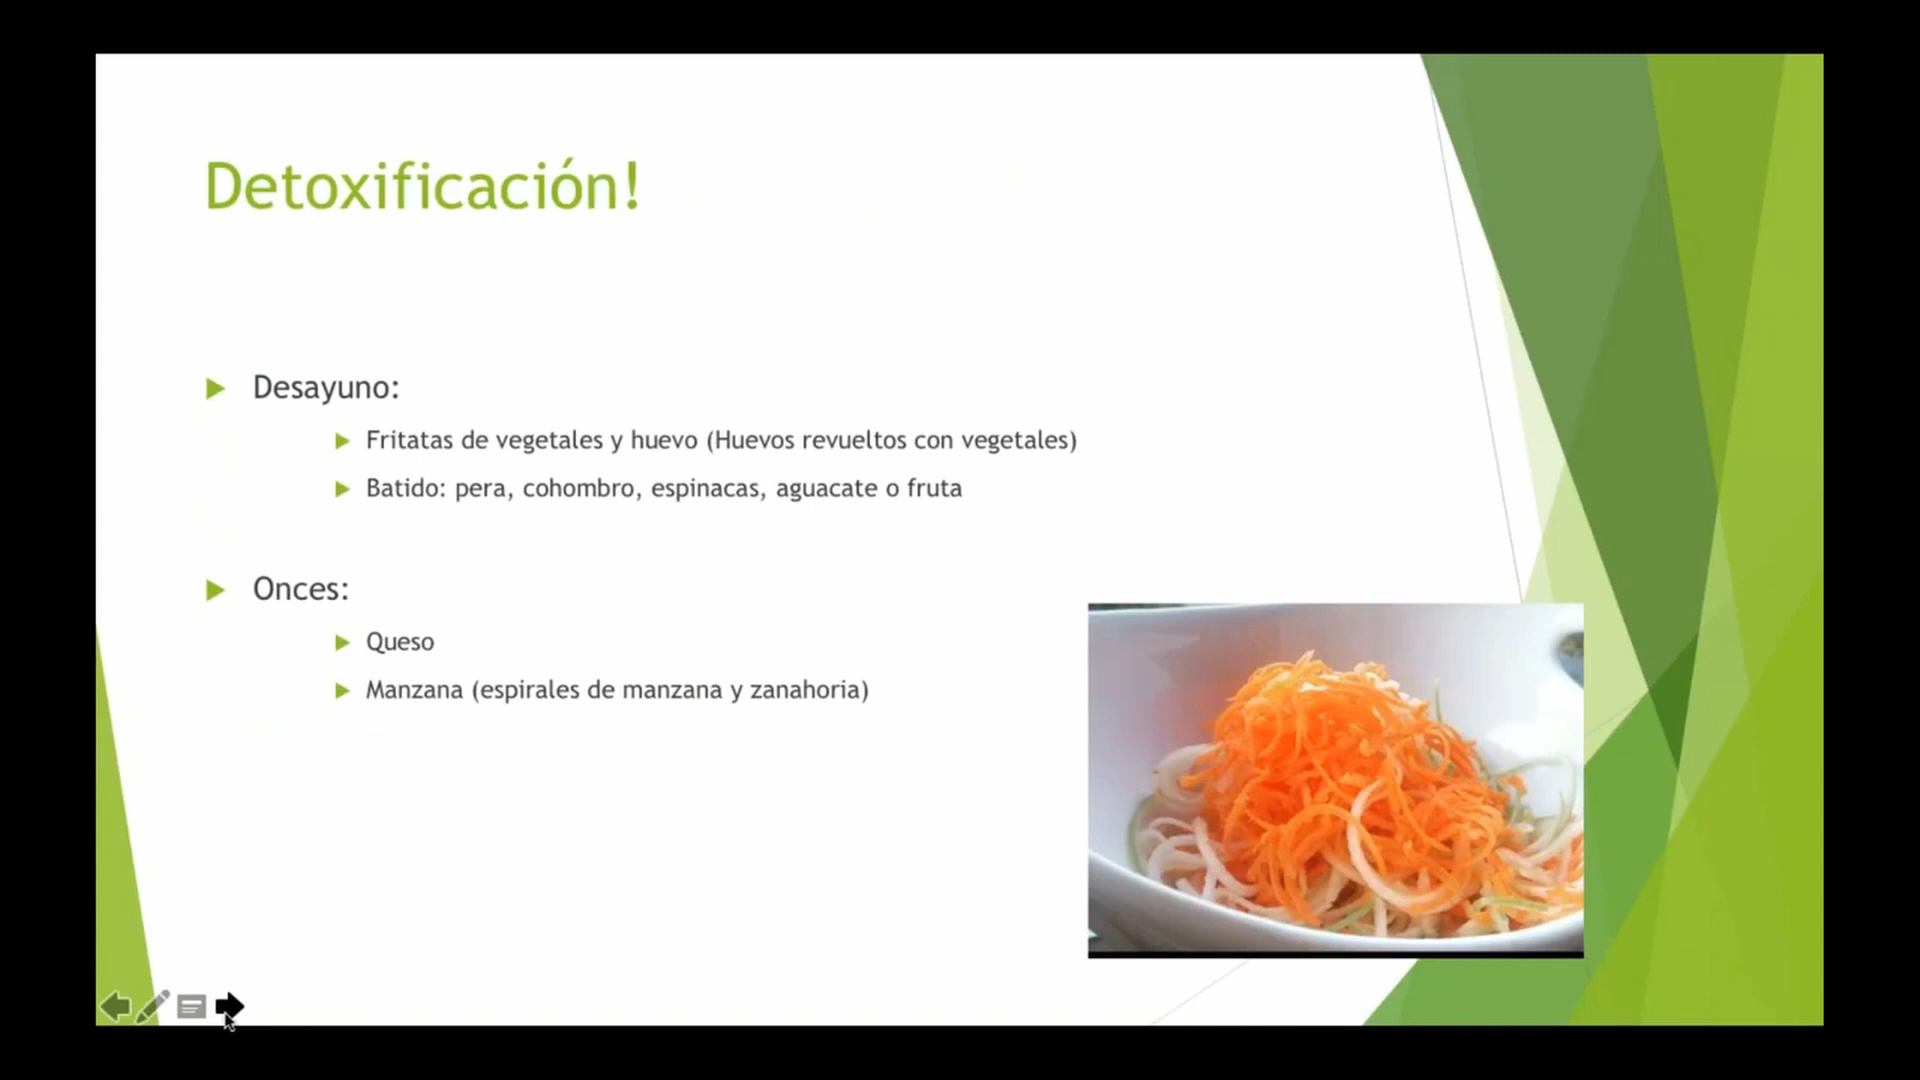 Detoxificación!
Desayuno:
Fritatas de vegetales y huevo (Huevos revueltos con vegetales)
Batido: pera, cohombro, espinacas, aguacate o fruta
Onces:
Queso
Manzana (espirales de manzana y zanahoria)